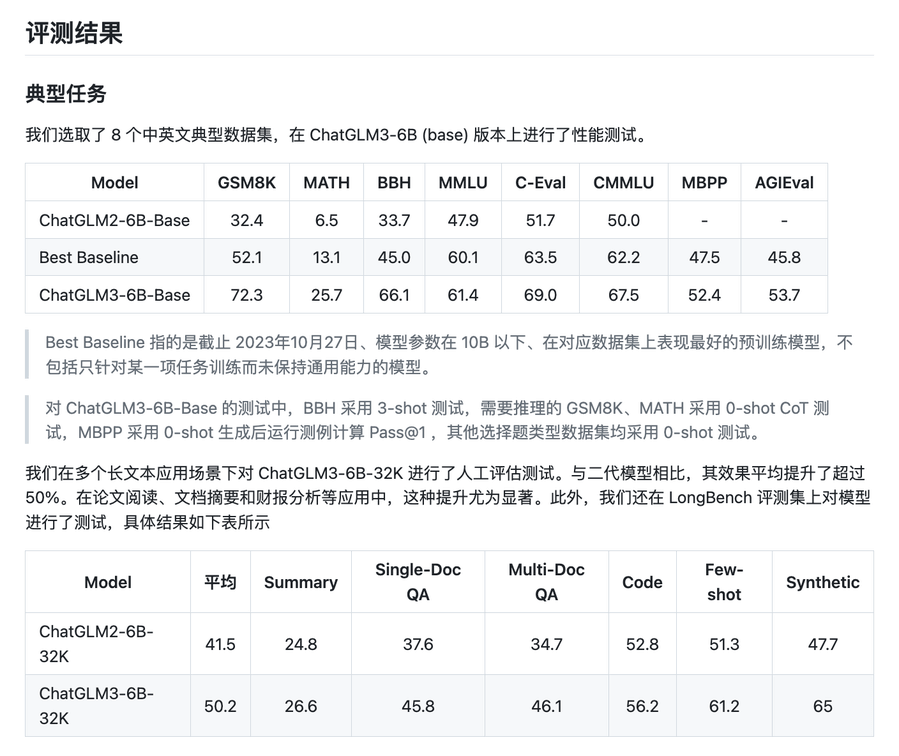 评测结果
典型任务
我们选取了 8 个中英文典型数据集，在 ChatGLM3-6B (base) 版本上进行了性能测试。
Model GSM8K MATH BBH MMLU C-Eval CMMLU MBPP AGIEval
ChatGLM2-6B-Base 32.4 6.5 33.7 47.9 51.7 50.0 - -
Best Baseline 52.1 13.1 45.0 60.1 63.5 62.2 47.5 45.8
ChatGLM3-6B-Base 72.3 25.7 66.1 61.4 69.0 67.5 52.4 53.7
Best Baseline 指的是截止 2023年10月27日、模型参数在 10B 以下、在对应数据集上表现最好的预训练模型，不
包括只针对某一项任务训练而未保持通用能力的模型。
对 ChatGLM3-6B-Base 的测试中，BBH 采用 3-shot 测试，需要推理的 GSM8K、MATH 采用 0-shot CoT 测
试，MBPP 采用 0-shot 生成后运行测例计算 Pass@1 ，其他选择题类型数据集均采用 0-shot 测试。
我们在多个长文本应用场景下对 ChatGLM3-6B-32K 进行了人工评估测试。与二代模型相比，其效果平均提升了超过
50%。在论文阅读、文档摘要和财报分析等应用中，这种提升尤为显著。此外，我们还在 LongBench 评测集上对模型
进行了测试，具体结果如下表所示
Model 平均 Summary Single-Doc QA Multi-Doc QA Code Few-shot Synthetic
ChatGLM2-6B-32K 41.5 24.8 37.6 34.7 52.8 51.3 47.7
ChatGLM3-6B-32K 50.2 26.6 45.8 46.1 56.2 61.2 65